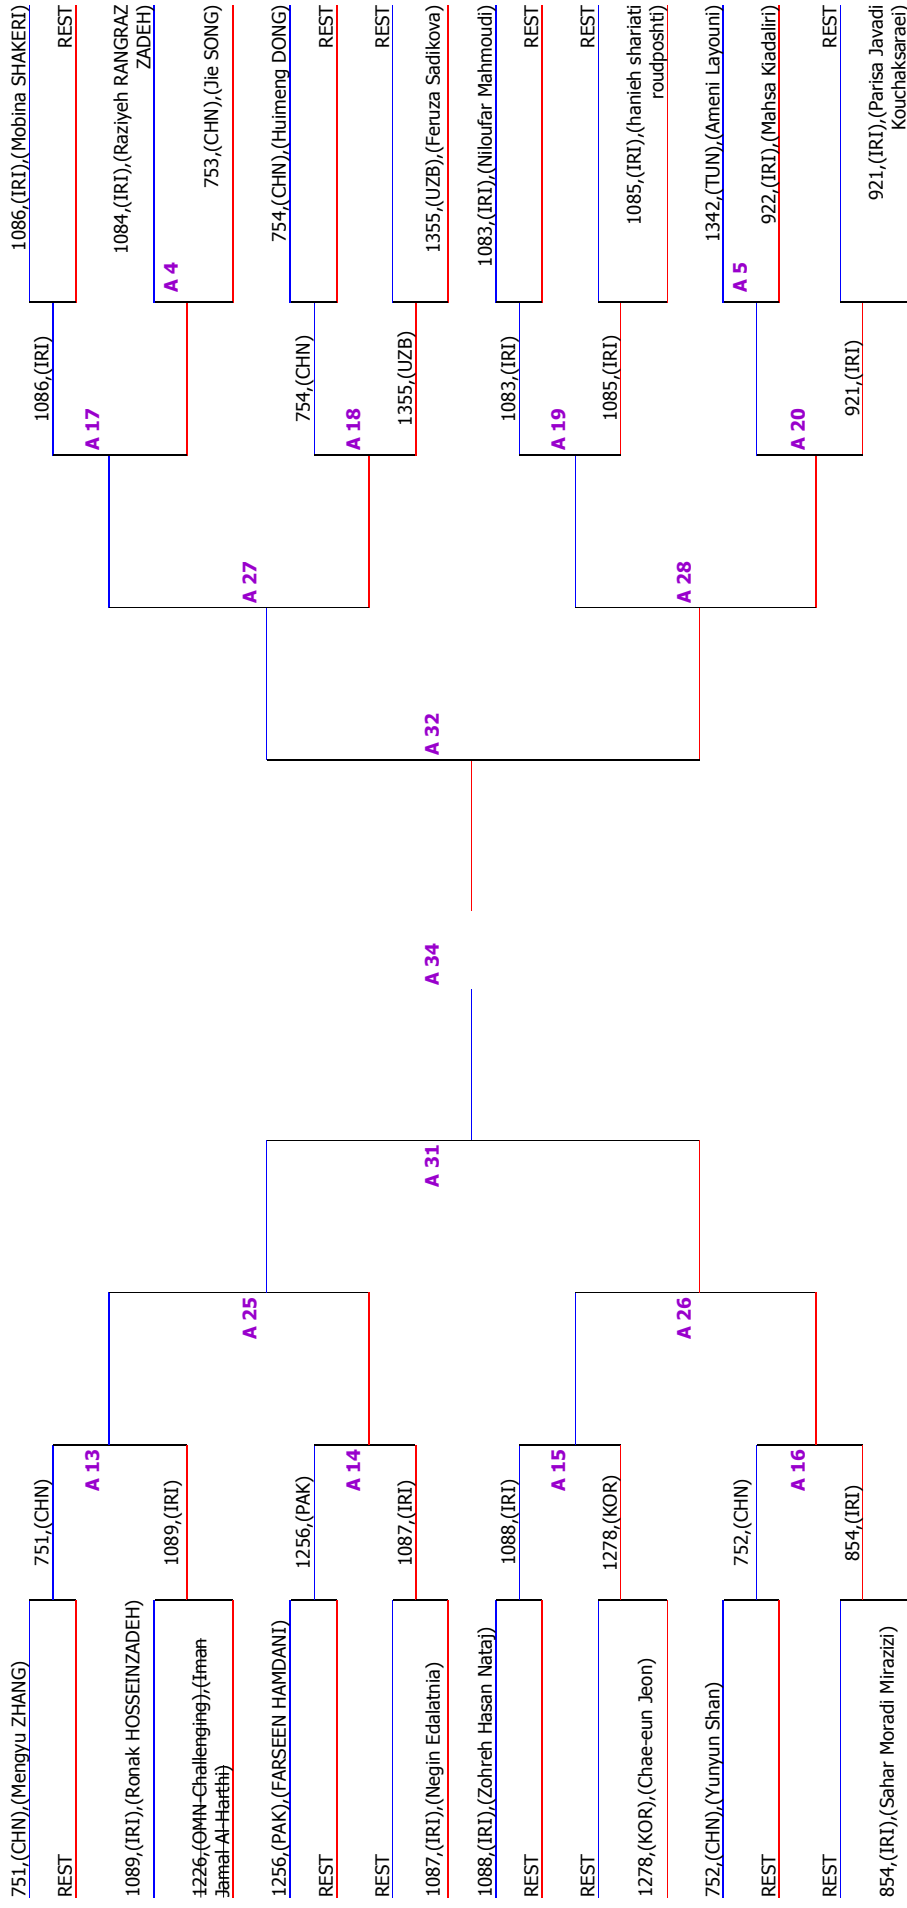 751,(CHN),(Mengyu ZHANG)
REST
1089,(IRI),(Ronak HOSSEINZADEH)
1226,(OMN-Challenging),(Iman
Jamal Al-Harthi)
1256,(PAK),(FARSEEN HAMDANI)
REST
REST
1087,(IRI),(Negin Edalatnia)
1088,(IRI),(Zohreh Hasan Nataj)
REST
REST
1278,(KOR),(Chae-eun Jeon)
752,(CHN),(Yunyun Shan)
REST
REST
854,(IRI),(Sahar Moradi Mirazizi)
751,(CHN)
A 13
1089,(IRI)
1256,(PAK)
A 14
1087,(IRI)
1088,(IRI)
A 15
1278,(KOR)
752,(CHN)
A 16
854,(IRI)
A 25
A 26
A 31
A 34
A 32
A 27
A 28
1086,(IRI)
A 17
754,(CHN)
A 18
1355,(UZB)
1083,(IRI)
A 19
1085,(IRI)
A 20
921,(IRI)
1086,(IRI),(Mobina SHAKERI)
REST
1084,(IRI),(Raziyeh RANGRAZ
ZADEH)
A 4
753,(CHN),(Jie SONG)
754,(CHN),(Huimeng DONG)
REST
REST
1355,(UZB),(Feruza Sadikova)
1083,(IRI),(Niloufar Mahmoudi)
REST
REST
1085,(IRI),(hanieh shariati
roudposhti)
1342,(TUN),(Ameni Layouni)
A 5
922,(IRI),(Mahsa Kiadaliri)
REST
921,(IRI),(Parisa Javadi
Kouchaksaraei)